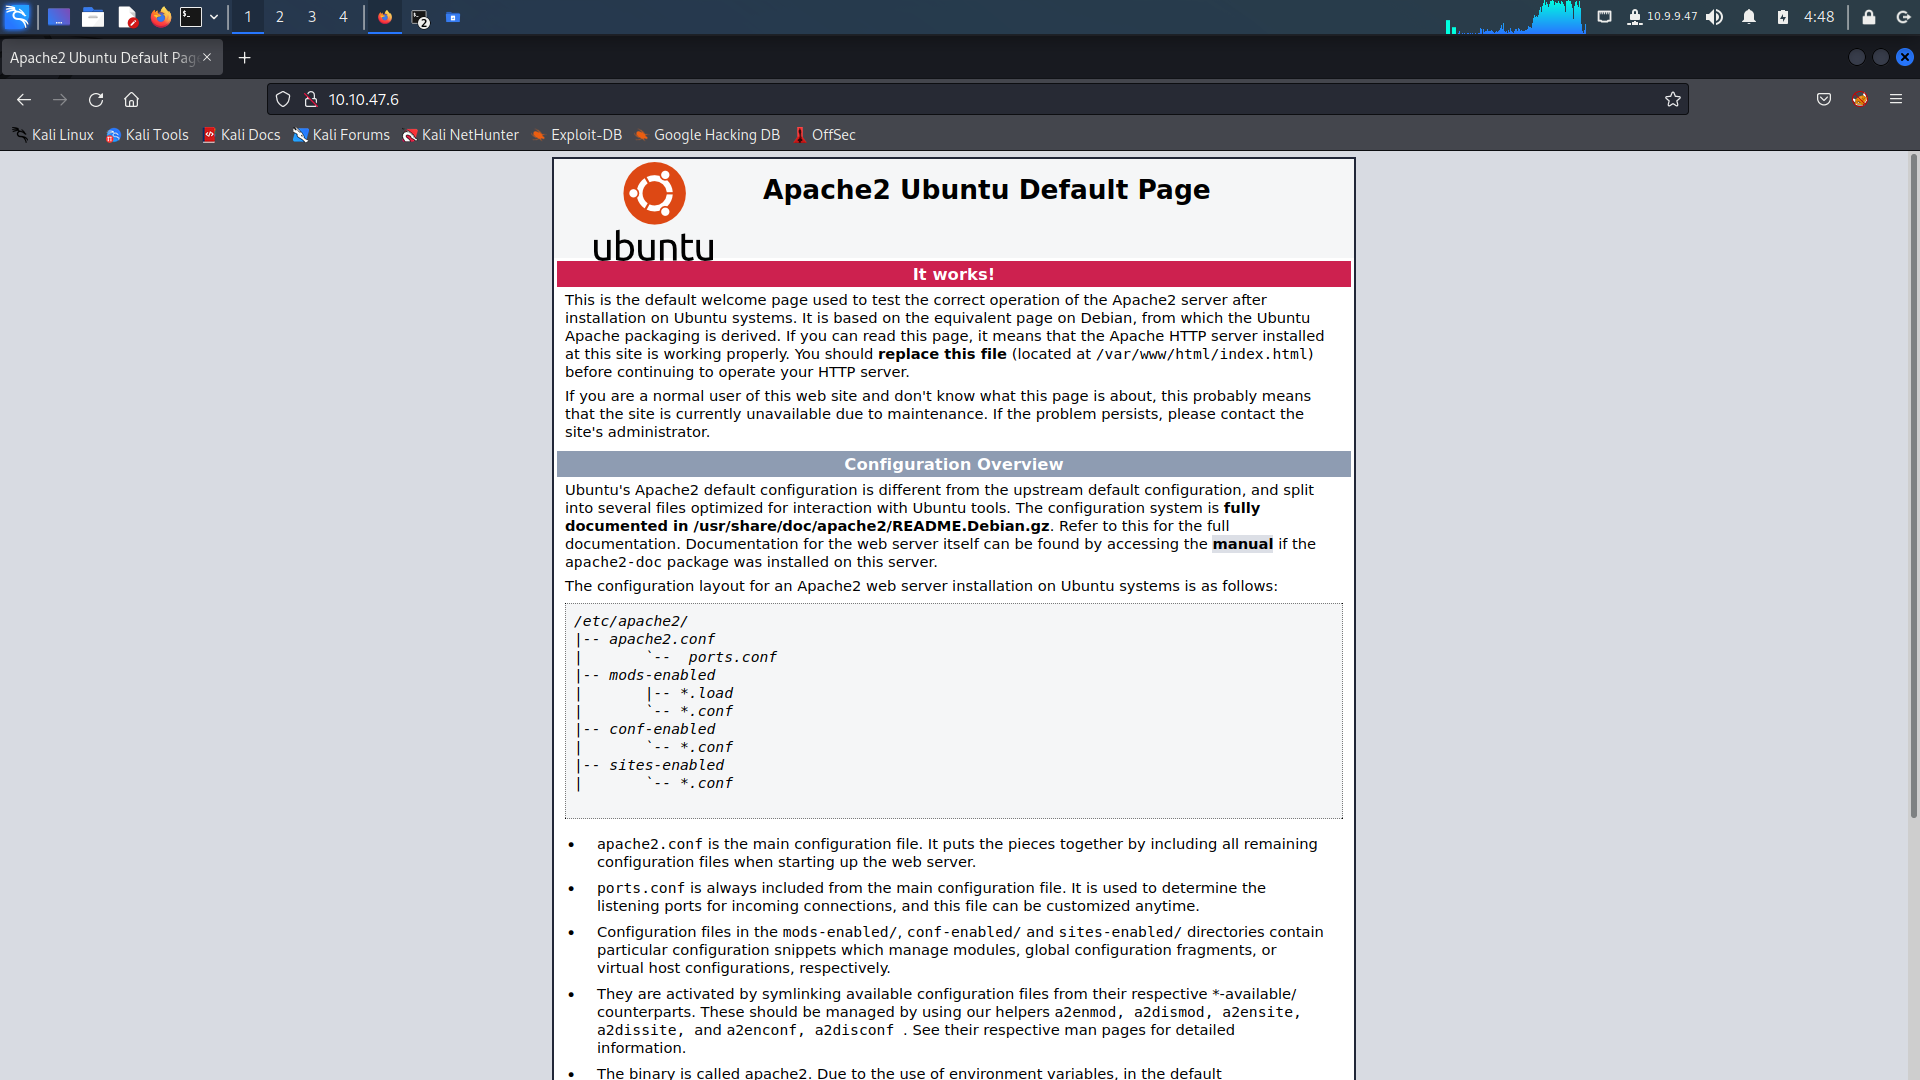 1 2 3 4 2 10.9.9.47 4:48
Apache2 Ubuntu Default Pag
10.10.47.6
Kali Linux Kali Tools Kali Docs Kali Forums Kali NetHunter Exploit-DB Google Hacking DB OffSec
ubuntu
Apache2 Ubuntu Default Page
It works!
This is the default welcome page used to test the correct operation of the Apache2 server after
installation on Ubuntu systems. It is based on the equivalent page on Debian, from which the Ubuntu
Apache packaging is derived. If you can read this page, it means that the Apache HTTP server installed
at this site is working properly. You should replace this file (located at /var/www/html/index.html)
before continuing to operate your HTTP server.
If you are a normal user of this web site and don't know what this page is about, this probably means
that the site is currently unavailable due to maintenance. If the problem persists, please contact the
site's administrator.
Configuration Overview
Ubuntu's Apache2 default configuration is different from the upstream default configuration, and split
into several files optimized for interaction with Ubuntu tools. The configuration system is fully
documented in /usr/share/doc/apache2/README.Debian.gz. Refer to this for the full
documentation. Documentation for the web server itself can be found by accessing the manual if the
apache2-doc package was installed on this server.
The configuration layout for an Apache2 web server installation on Ubuntu systems is as follows:
/etc/apache2/
|-- apache2.conf
|       `--  ports.conf
|-- mods-enabled
|       |-- *.load
|       `-- *.conf
|-- conf-enabled
|       `-- *.conf
|-- sites-enabled
|       `-- *.conf
• apache2.conf is the main configuration file. It puts the pieces together by including all remaining
configuration files when starting up the web server.
• ports.conf is always included from the main configuration file. It is used to determine the
listening ports for incoming connections, and this file can be customized anytime.
• Configuration files in the mods-enabled/, conf-enabled/ and sites-enabled/ directories contain
particular configuration snippets which manage modules, global configuration fragments, or
virtual host configurations, respectively.
• They are activated by symlinking available configuration files from their respective *-available/
counterparts. These should be managed by using our helpers a2enmod, a2dismod, a2ensite,
a2dissite, and a2enconf, a2disconf . See their respective man pages for detailed
information.
• The binary is called apache2. Due to the use of environment variables, in the default